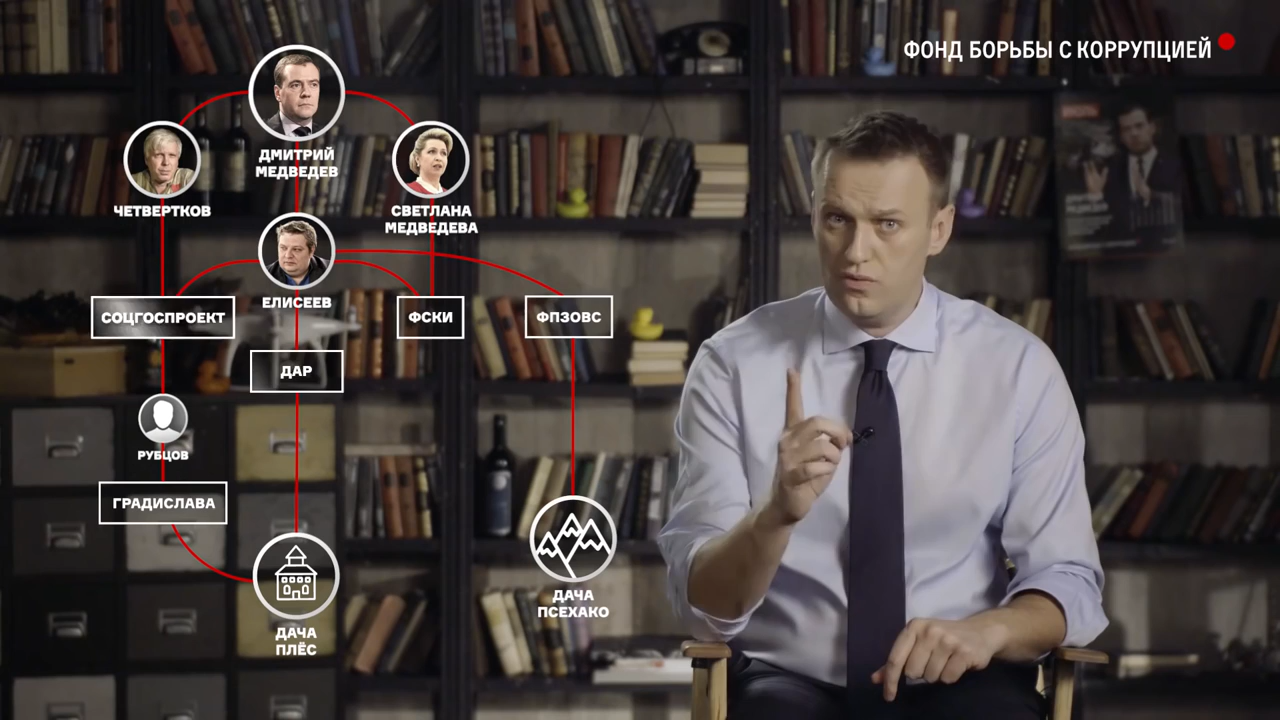 ФОНД БОРЬБЫ С КОРРУПЦИЕЙ
ДМИТРИЙ
МЕДВЕДЕВ
ЧЕТВЕРТКОВ
СВЕТЛАНА
МЕДВЕДЕВА
ЕЛИСЕЕВ
СОЦГОСПРОЕКТ
ФСКИ
ФПЗОВС
ДАР
РУБЦОВ
ГРАДИСЛАВА
ДАЧА
ПСЕХАКО
ДАЧА
ПЛЁС